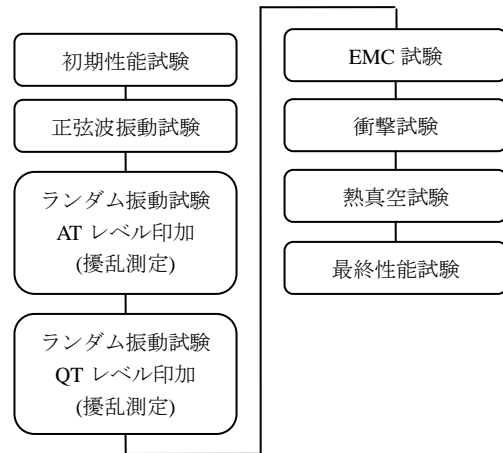 初期性能試験
正弦波振動試験
ランダム振動試験
AT レベル印加
(擾乱測定)
ランダム振動試験
QT レベル印加
(擾乱測定)
EMC 試験
衝撃試験
熱真空試験
最終性能試験